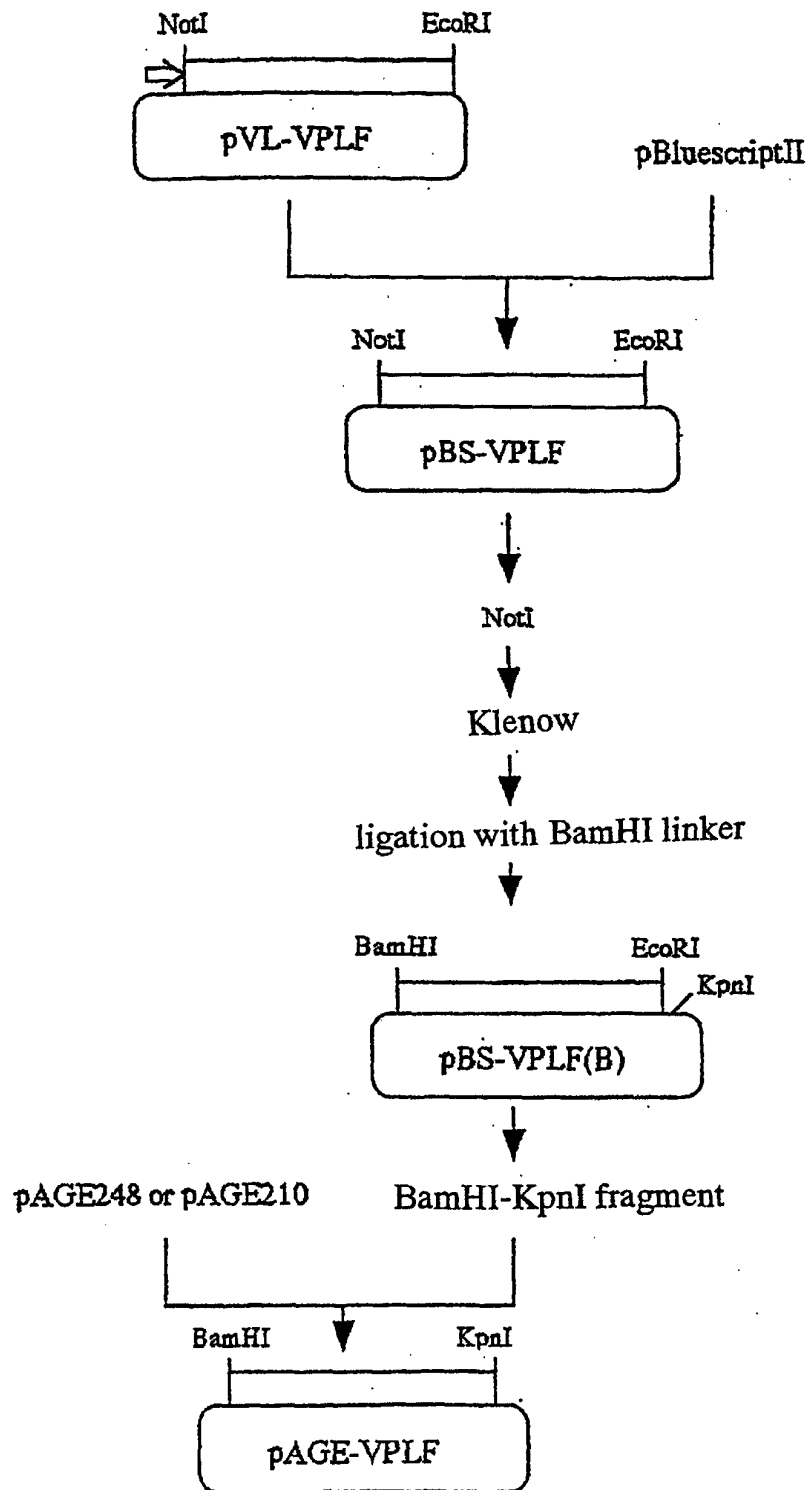 NotI EcoRI
pVL-VPLF
pBluescriptII
NotI EcoRI
pBS-VPLF
NotI
Klenow
ligation with BamHI linker
BamHI EcoRI
KpnI
pBS-VPLF(B)
pAGE248 or pAGE210 BamHI-KpnI fragment
BamHI KpnI
pAGE-VPLF